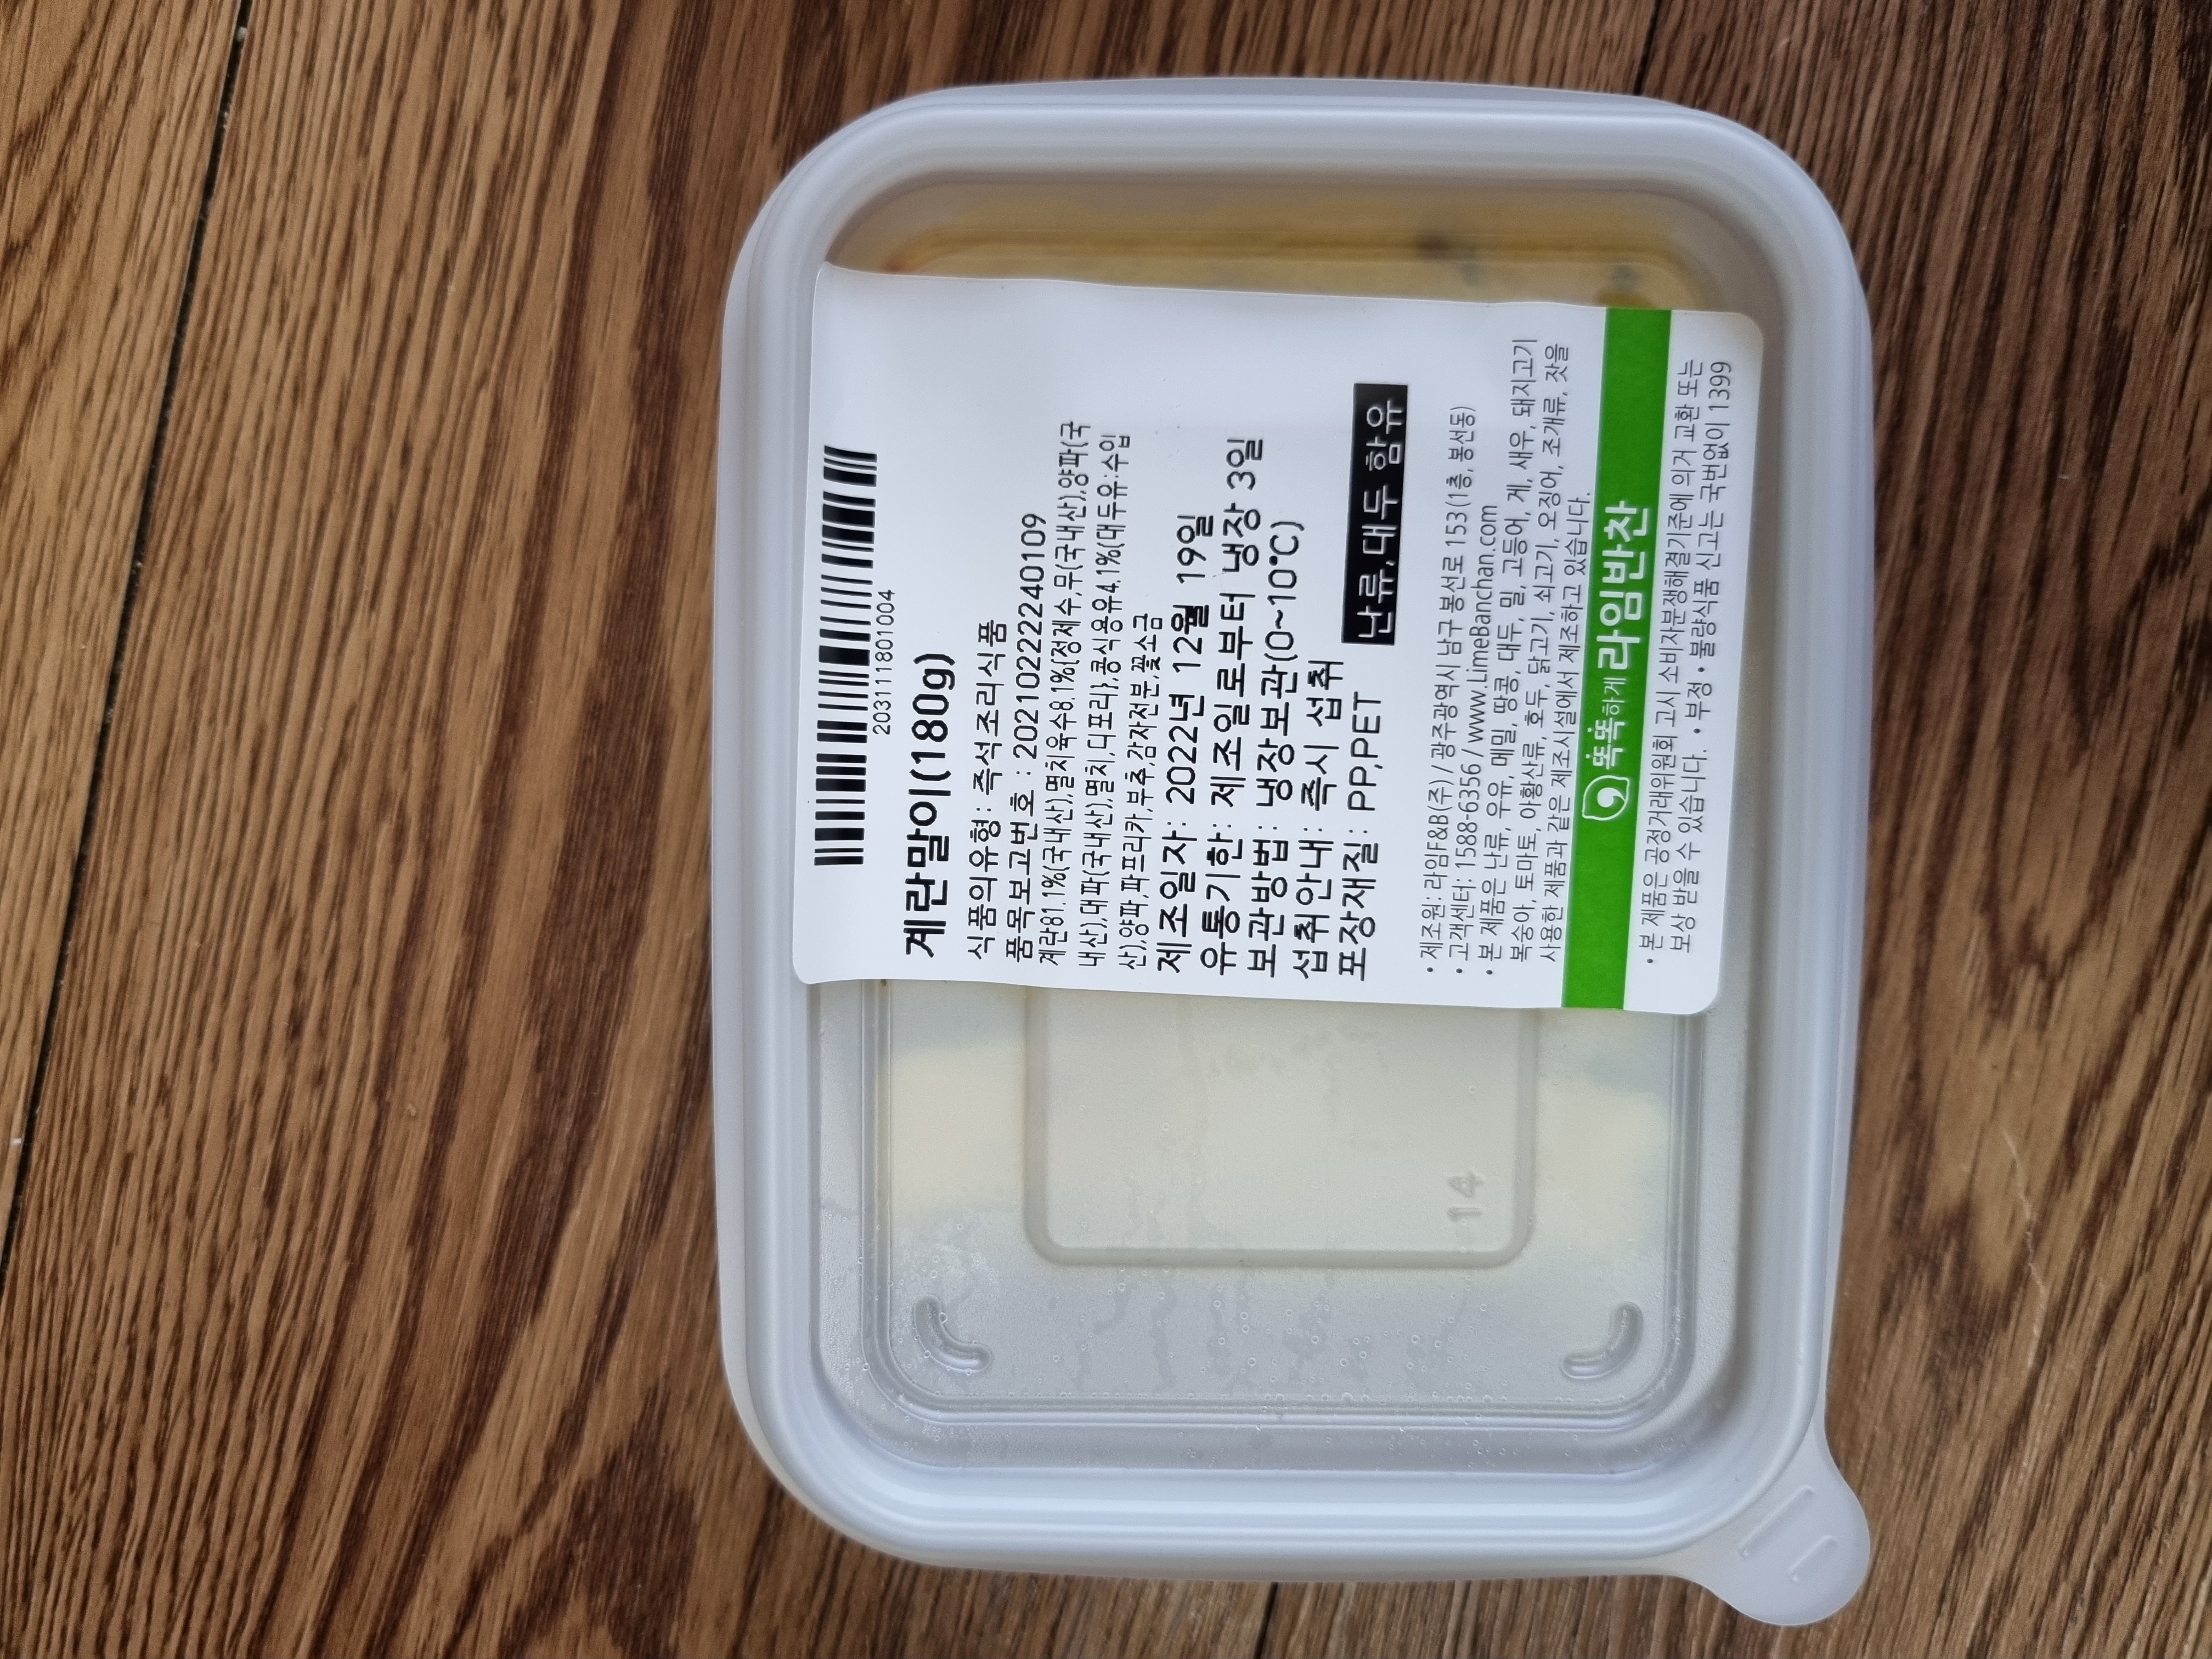 2031111801004
계란말이(180g)
식품의유형: 즉석조리식품
품목보고번호 : 20210222240109
계란81.1%(국내산),멸치육수8.1%{정제수,무(국내산),양파(국
내산),대파(국내산),멸치,디포리},콩식용유4.1%(대두유:수입
산),양파,파프리카,부추,감자전분,꽃소금
제조일자: 2022년 12월 19일
유통기한: 제조일로부터 냉장 3일
보관방법: 냉장보관(0~10℃)
섭취안내: 즉시 섭취
포장재질: PP,PET
난류,대두 함유
• 제조원: 라임F&B(주) / 광주광역시 남구 봉선로 153(1층, 봉선동)
• 고객센터: 1588-6356 / www.LimeBanchan.com
• 본 제품은 난류, 우유, 메밀, 땅콩, 대두, 밀, 고등어, 게, 새우, 돼지고기
복숭아, 토마토, 아황산류, 호두, 닭고기, 쇠고기, 오징어, 조개류, 잣을
사용한 제품과 같은 제조시설에서 제조하고 있습니다.
똑똑하게 라임반찬
• 본 제품은 공정거래위원회 고시 소비자분쟁해결기준에 의거 교환 또는
보상 받을 수 있습니다. • 부정 • 불량식품 신고는 국번없이 1399
14